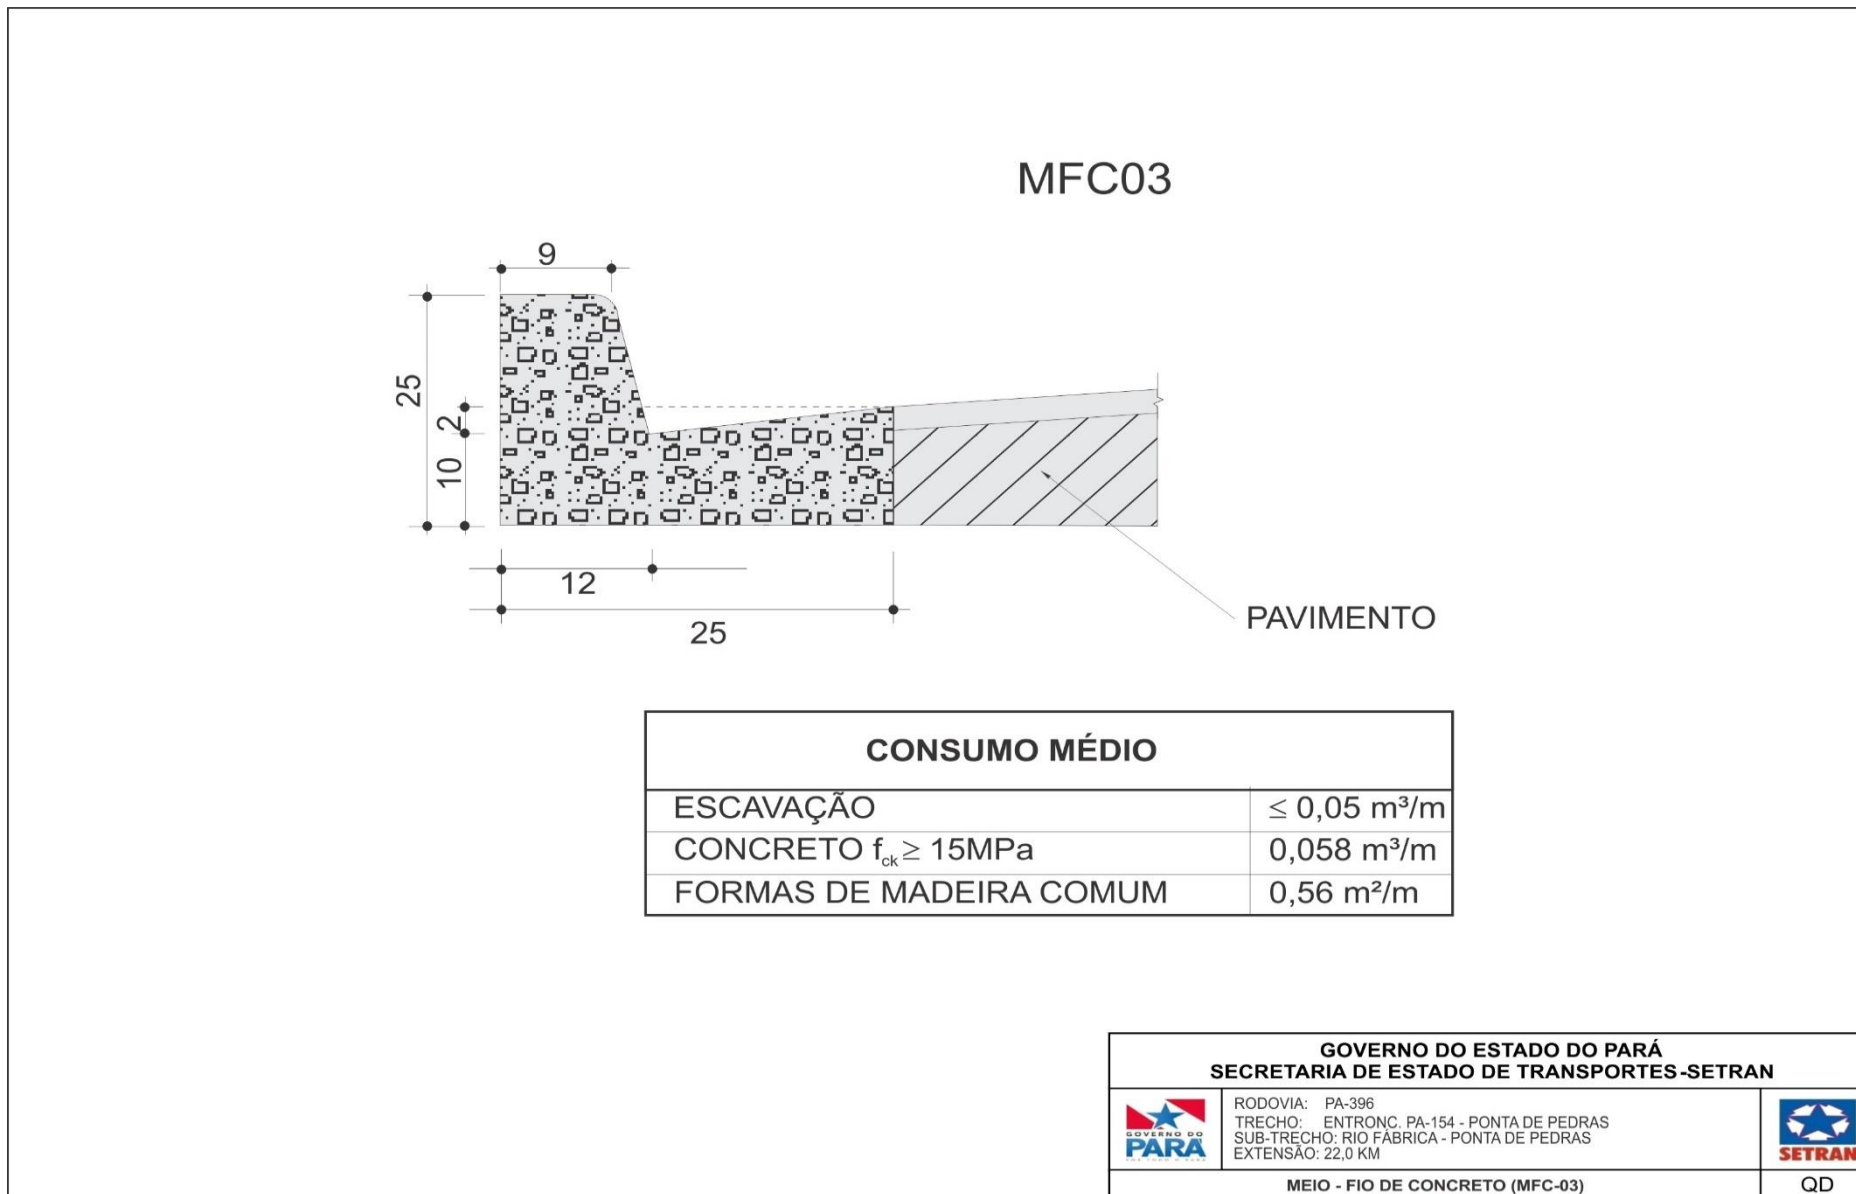 MFC03
9
25
2
10
12
25
PAVIMENTO
CONSUMO MÉDIO
ESCAVAÇÃO ≤ 0,05 m³/m
CONCRETO fck ≥ 15MPa 0,058 m³/m
FORMAS DE MADEIRA COMUM 0,56 m²/m
GOVERNO DO ESTADO DO PARÁ
SECRETARIA DE ESTADO DE TRANSPORTES-SETRAN
GOVERNO DO
PARÁ
RODOVIA: PA-396
TRECHO: ENTRONC. PA-154 - PONTA DE PEDRAS
SUB-TRECHO: RIO FÁBRICA - PONTA DE PEDRAS
EXTENSÃO: 22,0 KM
SETRAN
MEIO - FIO DE CONCRETO (MFC-03)
QD